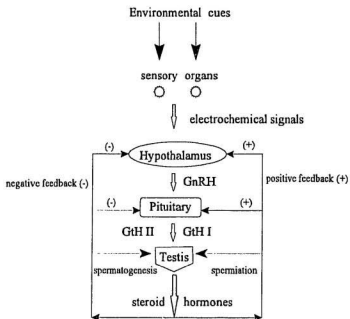 Environmental cues
sensory organs
electrochemical signals
(-) (+)
Hypothalamus
negative feedback (-) GnRH positive feedback (+)
(-) Pituitary (+)
GtH II GtH I
Testis
spermatogenesis spermiation
steroid hormones